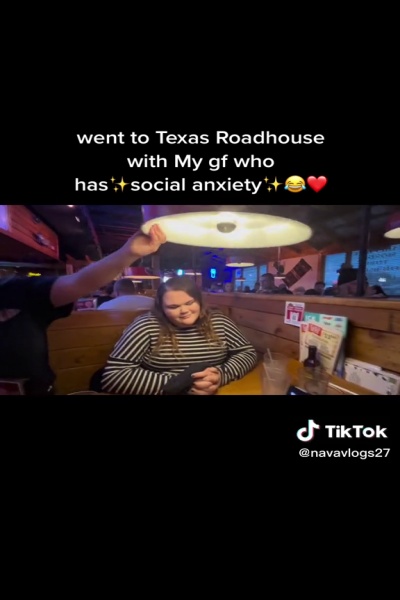 went to Texas Roadhouse
with My gf who
has✨social anxiety✨😂❤️
TikTok
@navavlogs27